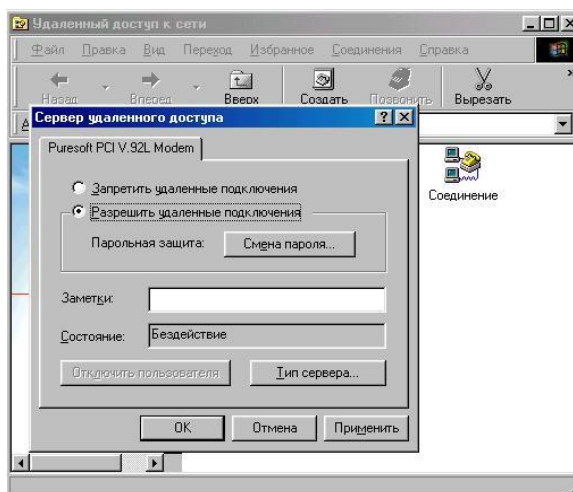 Удаленный доступ к сети
Файл Правка Вид Переход Избранное Соединения Справка
Назад Вперед Вверх Создать Позвонить Вырезать
Сервер удаленного доступа
Puresoft PCI V.92L Modem
Запретить удаленные подключения
Разрешить удаленные подключения
Парольная защита: Смена пароля...
Соединение
Заметки:
Состояние: Бездействие
Отключить пользователя Тип сервера...
OK Отмена Применить